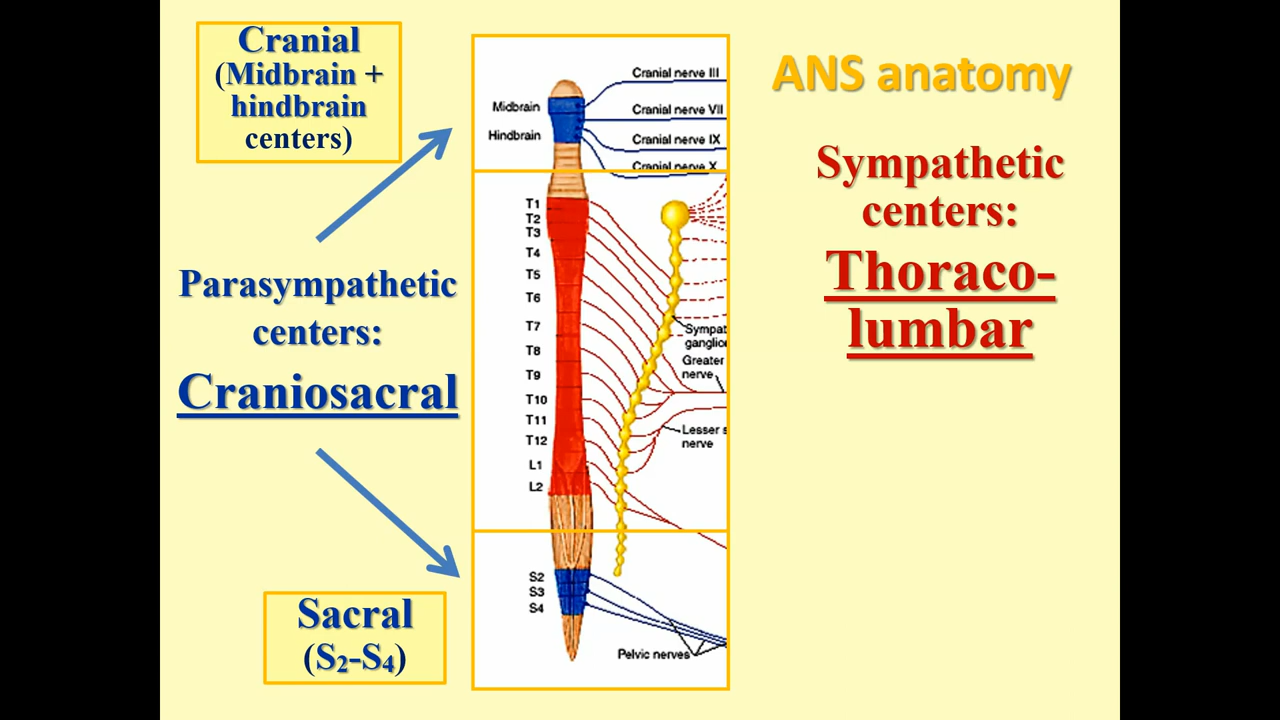 ANS anatomy
Cranial
(Midbrain +
hindbrain
centers)
Parasympathetic
centers:
Craniosacral
Sacral
(S₂-S₄)
Cranial nerve III
Midbrain
Cranial nerve VII
Hindbrain
Cranial nerve IX
Cranial nerve X
T1
T2
T3
T4
T5
T6
T7
Sympat
ganglio
T8
Greater
nerve
T9
T10
T11
Lesser s
nerve
T12
L1
L2
S2
S3
S4
Pelvic nerves
Sympathetic
centers:
Thoraco-
lumbar